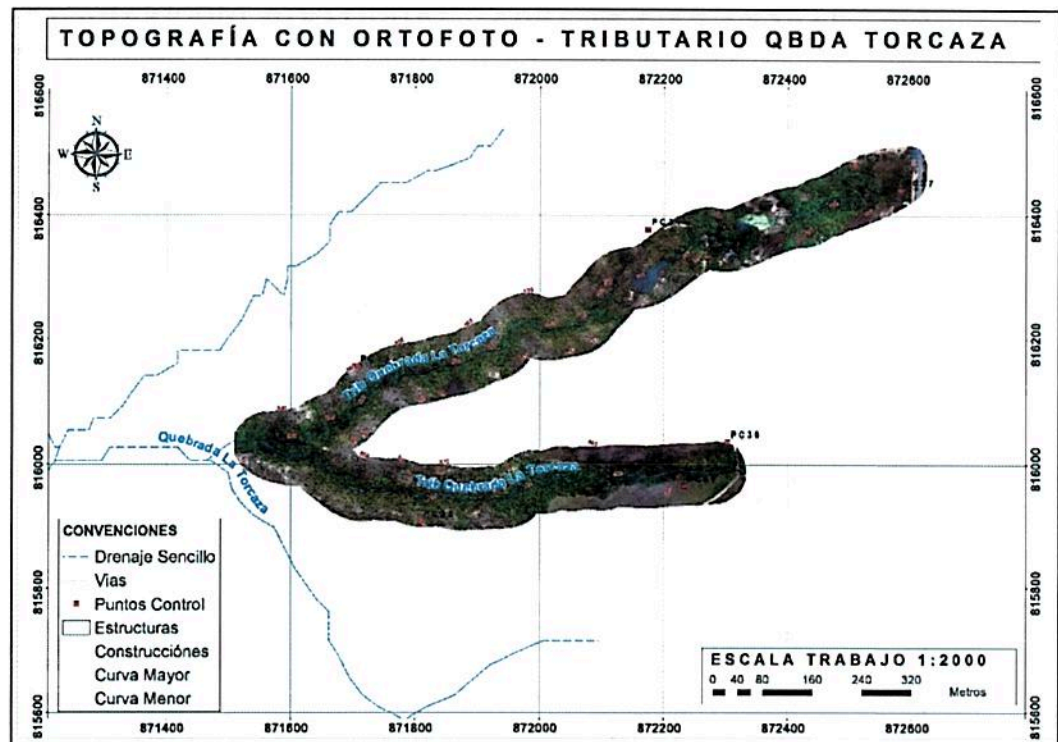 TOPOGRAFÍA CON ORTOFOTO - TRIBUTARIO QBDA TORCAZA
871400 871600 871800 872000 872200 872400 872600
816600 816600
N
W E
S
816400 816400
816200 816200
Trib Quebrada La Torcaza
Quebrada La Torcaza
PC36
816000 816000
Trib Quebrada La Torcaza
CONVENCIONES
Drenaje Sencillo
Vias
Puntos Control
Estructuras
Construcciónes
Curva Mayor
Curva Menor
815800 815800
ESCALA TRABAJO 1:2000
0 40 80 160 240 320
Metros
815600 815600
871400 871600 871800 872000 872200 872400 872600